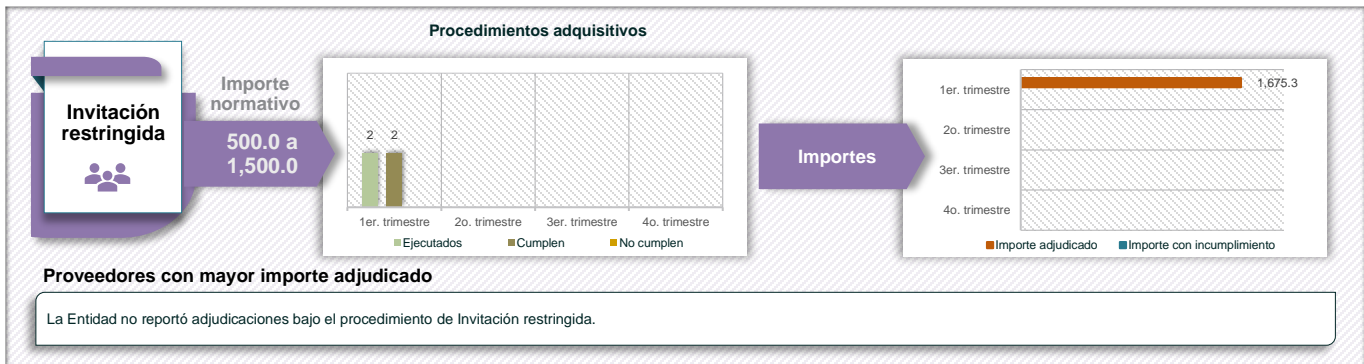 Procedimientos adquisitivos
Invitación
restringida
Importe
normativo
500.0 a
1,500.0
2 2
1er. trimestre 2o. trimestre 3er. trimestre 4o. trimestre
Ejecutados Cumplen No cumplen
Importes
1er. trimestre 1,675.3
2o. trimestre
3er. trimestre
4o. trimestre
Importe adjudicado Importe con incumplimiento
Proveedores con mayor importe adjudicado
La Entidad no reportó adjudicaciones bajo el procedimiento de Invitación restringida.